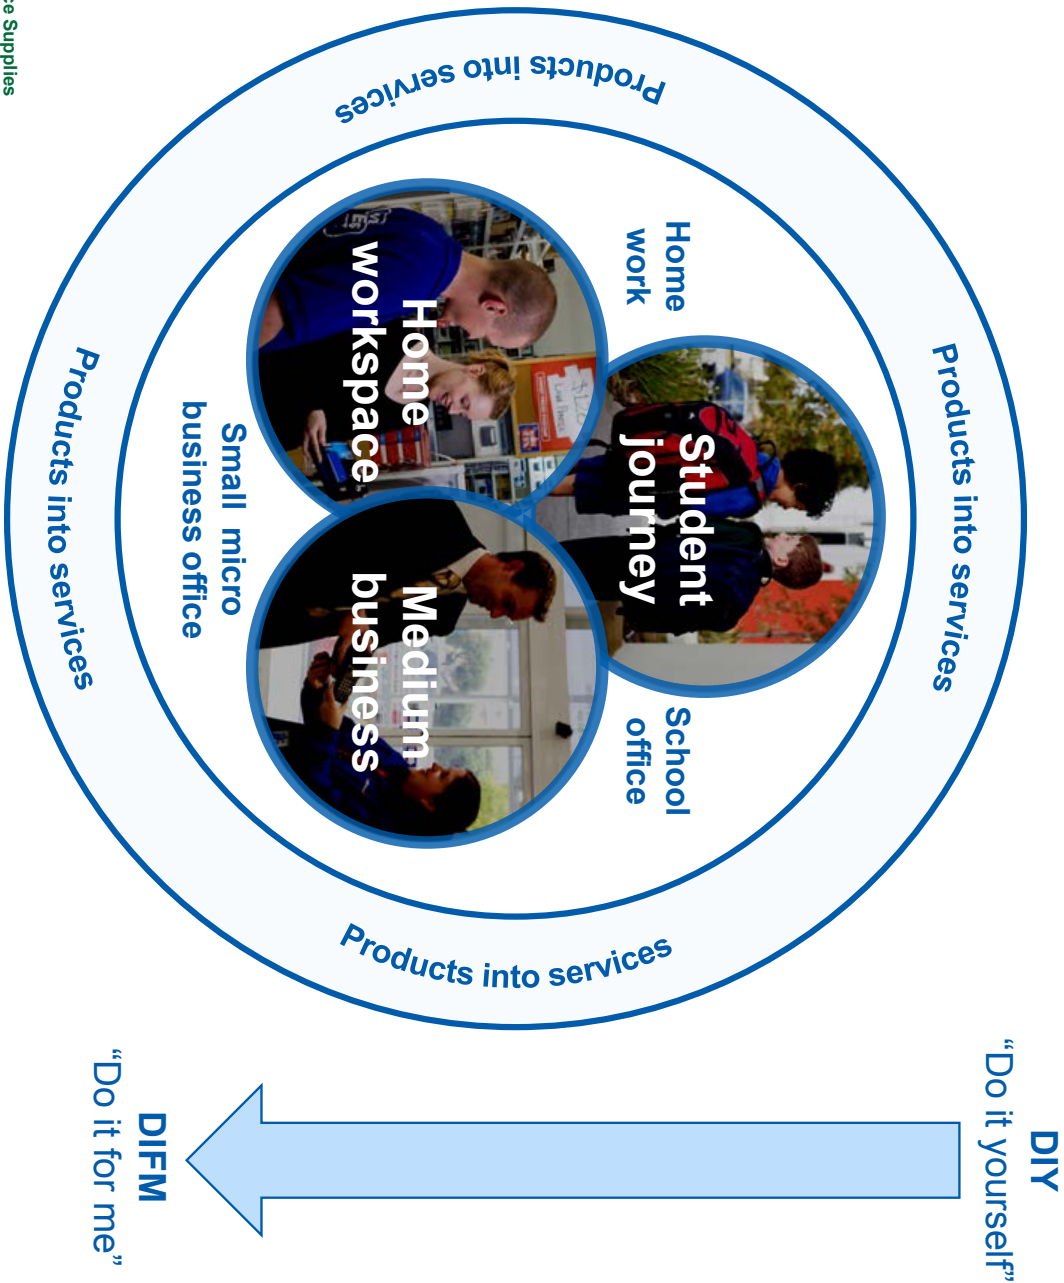 DIY
"Do it yourself"
Products into services
Student
journey
Home
work
School
office
Products into services
Products into services
Home
workspace
Medium
business
Small micro
business office
Products into services
DIFM
"Do it for me"
ce Supplies